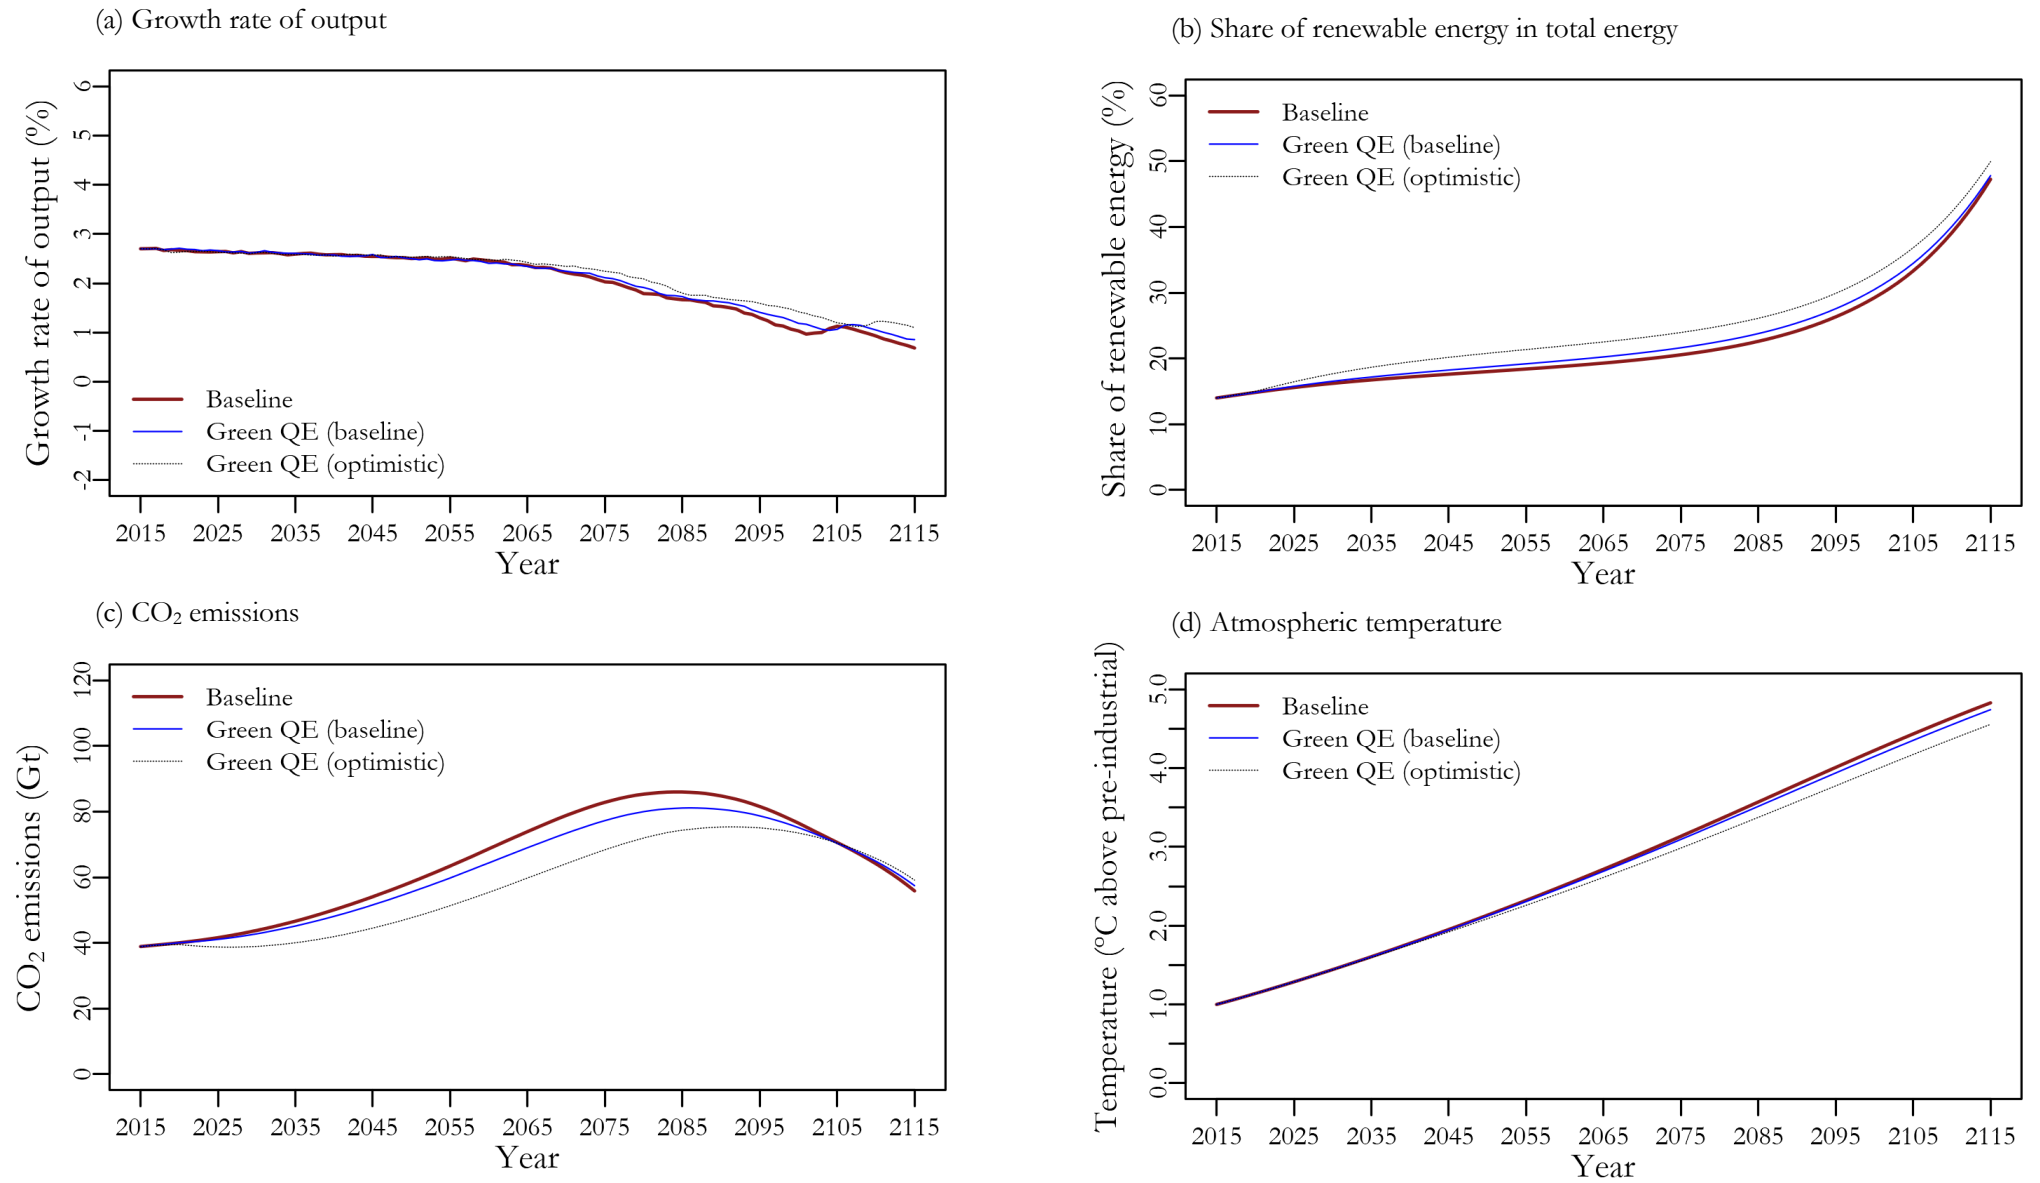 (a) Growth rate of output
Growth rate of output (%)
6
5
4
3
2
1
0
-1
-2
Baseline
Green QE (baseline)
Green QE (optimistic)
2015 2025 2035 2045 2055 2065 2075 2085 2095 2105 2115
Year
(b) Share of renewable energy in total energy
Share of renewable energy (%)
60
50
40
30
20
10
0
Baseline
Green QE (baseline)
Green QE (optimistic)
2015 2025 2035 2045 2055 2065 2075 2085 2095 2105 2115
Year
(c) CO₂ emissions
CO₂ emissions (Gt)
120
100
80
60
40
20
0
Baseline
Green QE (baseline)
Green QE (optimistic)
2015 2025 2035 2045 2055 2065 2075 2085 2095 2105 2115
Year
(d) Atmospheric temperature
Temperature (ºC above pre-industrial)
5.0
4.0
3.0
2.0
1.0
0.0
Baseline
Green QE (baseline)
Green QE (optimistic)
2015 2025 2035 2045 2055 2065 2075 2085 2095 2105 2115
Year